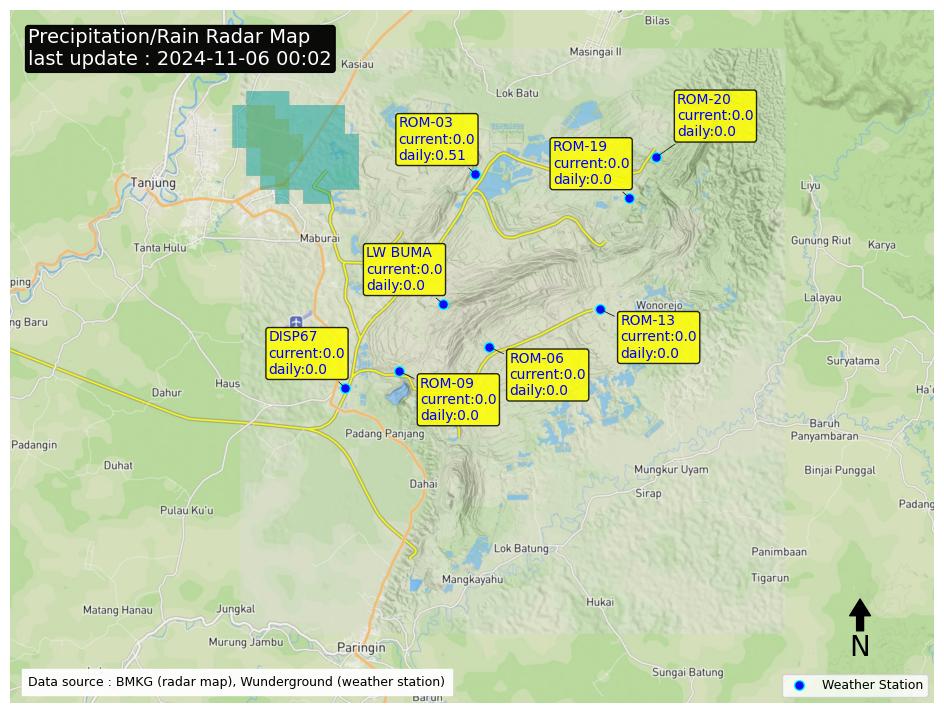 Precipitation/Rain Radar Map
last update : 2024-11-06 00:02
Bilas
Masingai II
Kasiau
Lok Batu
ROM-20
current:0.0
daily:0.0
ROM-03
current:0.0
daily:0.51
ROM-19
current:0.0
daily:0.0
Tanjung
Liyu
Maburai
Tanta Hulu
Gunung Riut
Karya
LW BUMA
current:0.0
daily:0.0
ping
Lalayau
Wonorejo
ng Baru
ROM-13
current:0.0
daily:0.0
DISP67
current:0.0
daily:0.0
ROM-06
current:0.0
daily:0.0
Suryatama
Haus
Dahur
ROM-09
current:0.0
daily:0.0
Ha'o
Padang Panjang
Baruh
Panyambaran
Padangin
Duhat
Dahai
Mungkur Uyam
Binjai Punggal
Sirap
Pulau Ku'u
Padang
Lok Batung
Panimbaan
Mangkayahu
Tigarun
Matang Hanau
Jungkal
Hukai
Murung Jambu
Paringin
N
Sungai Batung
Data source : BMKG (radar map), Wunderground (weather station)
Weather Station
Barun